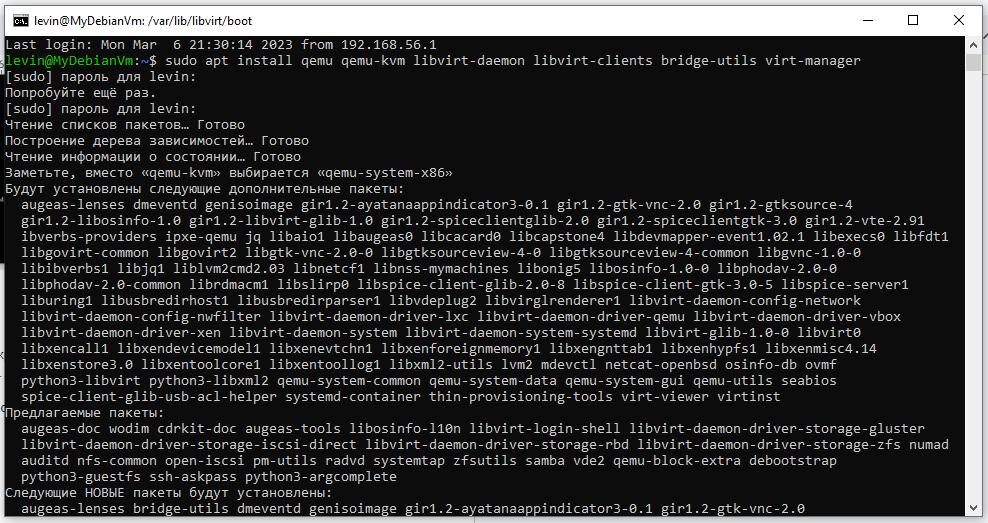 levin@MyDebianVm: /var/lib/libvirt/boot
Last login: Mon Mar  6 21:30:14 2023 from 192.168.56.1
levin@MyDebianVm:~$ sudo apt install qemu qemu-kvm libvirt-daemon libvirt-clients bridge-utils virt-manager
[sudo] пароль для levin:
Попробуйте ещё раз.
[sudo] пароль для levin:
Чтение списков пакетов… Готово
Построение дерева зависимостей… Готово
Чтение информации о состоянии… Готово
Заметьте, вместо «qemu-kvm» выбирается «qemu-system-x86»
Будут установлены следующие дополнительные пакеты:
  augeas-lenses dmeventd genisoimage gir1.2-ayatanaappindicator3-0.1 gir1.2-gtk-vnc-2.0 gir1.2-gtksource-4
  gir1.2-libosinfo-1.0 gir1.2-libvirt-glib-1.0 gir1.2-spiceclientglib-2.0 gir1.2-spiceclientgtk-3.0 gir1.2-vte-2.91
  ibverbs-providers ipxe-qemu jq libaio1 libaugeas0 libcacard0 libcapstone4 libdevmapper-event1.02.1 libexecs0 libfdt1
  libgovirt-common libgovirt2 libgtk-vnc-2.0-0 libgtksourceview-4-0 libgtksourceview-4-common libgvnc-1.0-0
  libibverbs1 libjq1 liblvm2cmd2.03 libnetcf1 libnss-mymachines libonig5 libosinfo-1.0-0 libphodav-2.0-0
  libphodav-2.0-common librdmacm1 libslirp0 libspice-client-glib-2.0-8 libspice-client-gtk-3.0-5 libspice-server1
  liburing1 libusbredirhost1 libusbredirparser1 libvdeplug2 libvirglrenderer1 libvirt-daemon-config-network
  libvirt-daemon-config-nwfilter libvirt-daemon-driver-lxc libvirt-daemon-driver-qemu libvirt-daemon-driver-vbox
  libvirt-daemon-driver-xen libvirt-daemon-system libvirt-daemon-system-systemd libvirt-glib-1.0-0 libvirt0
  libxencall1 libxendevicemodel1 libxenevtchn1 libxenforeignmemory1 libxengnttab1 libxenhypfs1 libxenmisc4.14
  libxenstore3.0 libxentoolcore1 libxentoollog1 libxml2-utils lvm2 mdevctl netcat-openbsd osinfo-db ovmf
  python3-libvirt python3-libxml2 qemu-system-common qemu-system-data qemu-system-gui qemu-utils seabios
  spice-client-glib-usb-acl-helper systemd-container thin-provisioning-tools virt-viewer virtinst
Предлагаемые пакеты:
  augeas-doc wodim cdrkit-doc augeas-tools libosinfo-l10n libvirt-login-shell libvirt-daemon-driver-storage-gluster
  libvirt-daemon-driver-storage-iscsi-direct libvirt-daemon-driver-storage-rbd libvirt-daemon-driver-storage-zfs numad
  auditd nfs-common open-iscsi pm-utils radvd systemtap zfsutils samba vde2 qemu-block-extra debootstrap
  python3-guestfs ssh-askpass python3-argcomplete
Следующие НОВЫЕ пакеты будут установлены:
  augeas-lenses bridge-utils dmeventd genisoimage gir1.2-ayatanaappindicator3-0.1 gir1.2-gtk-vnc-2.0